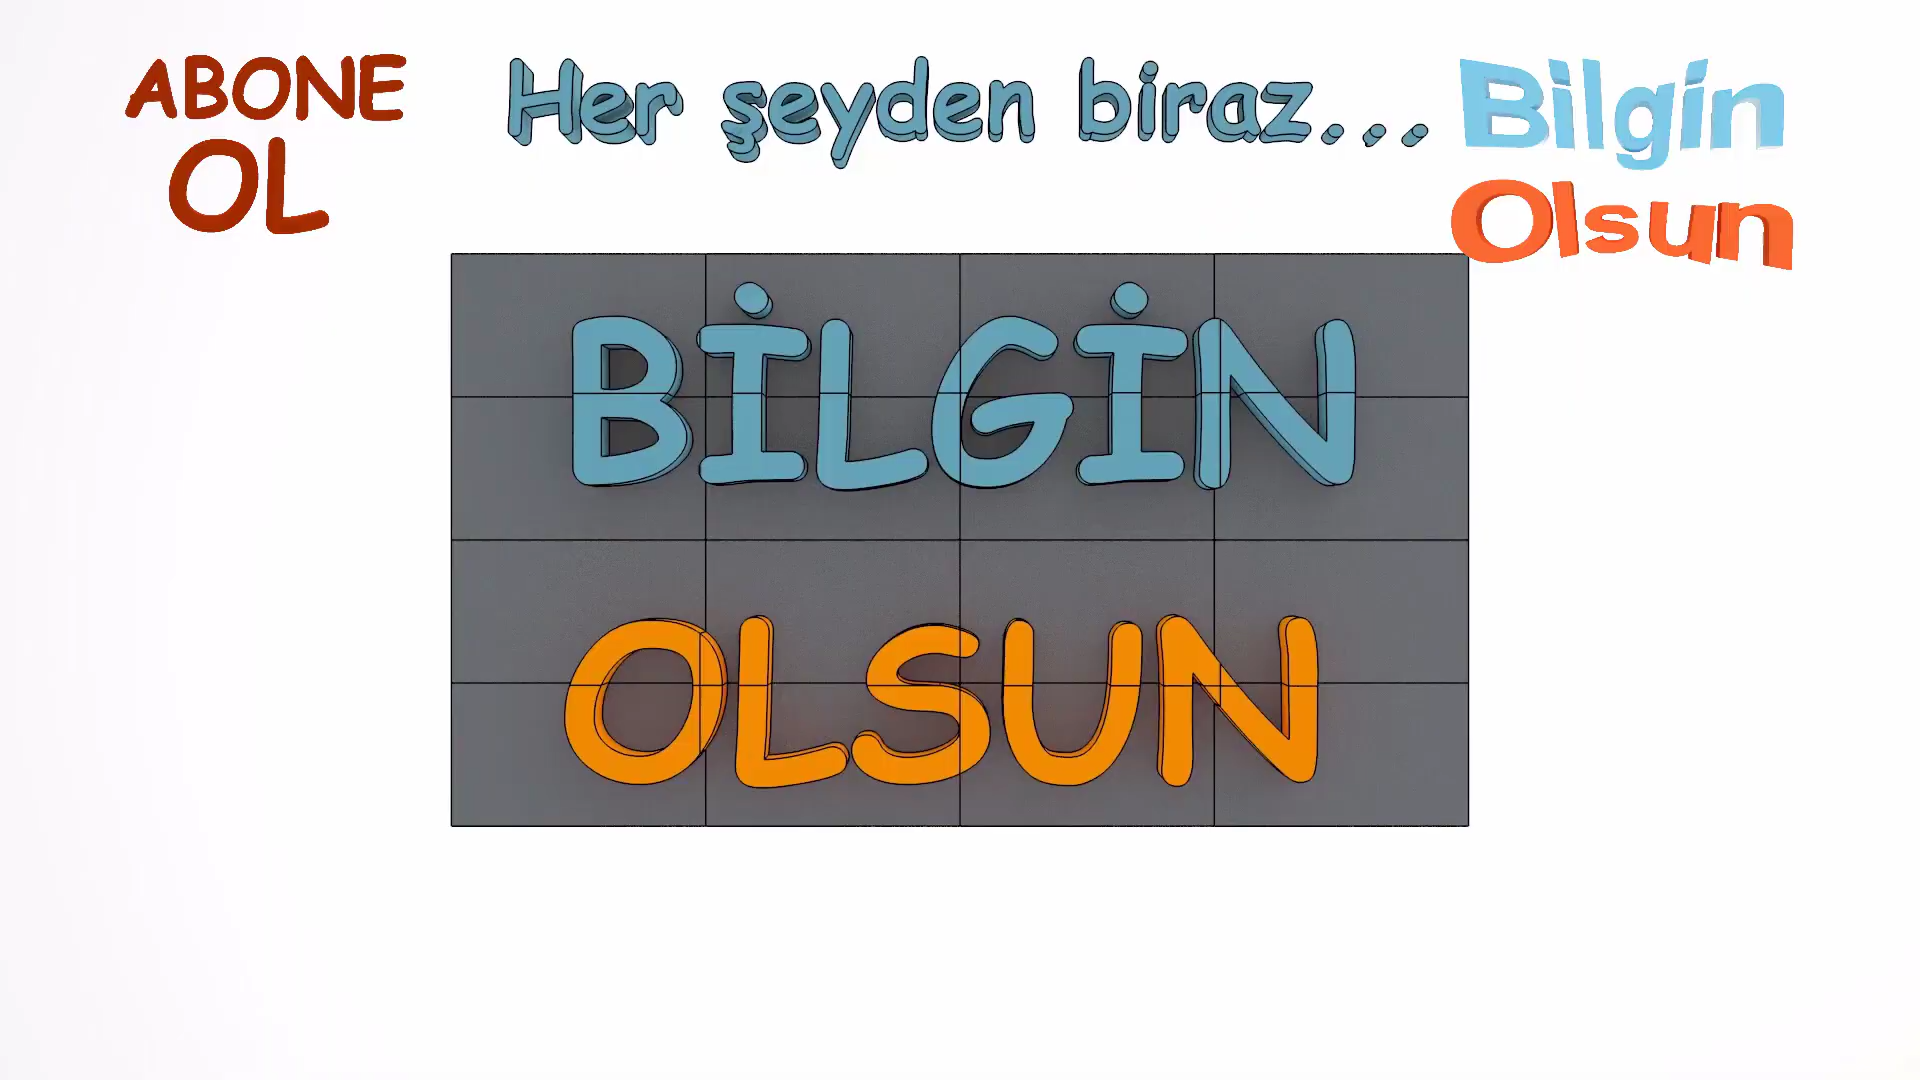 ABONE
OL
Her şeyden biraz...
Bilgin
Olsun
BİLGİN
OLSUN